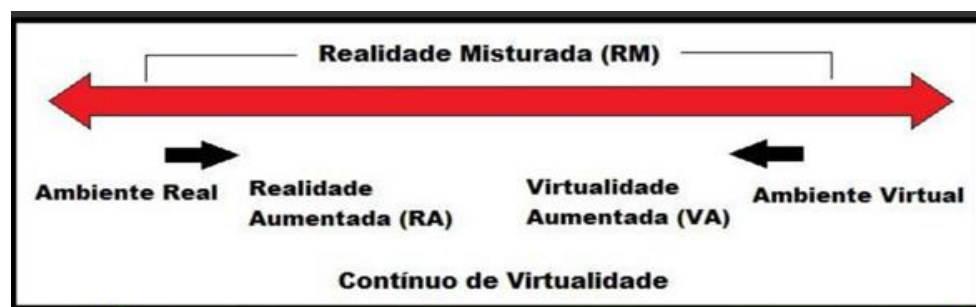 Realidade Misturada (RM)
Ambiente Real
Realidade
Aumentada (RA)
Virtualidade
Aumentada (VA)
Ambiente Virtual
Contínuo de Virtualidade